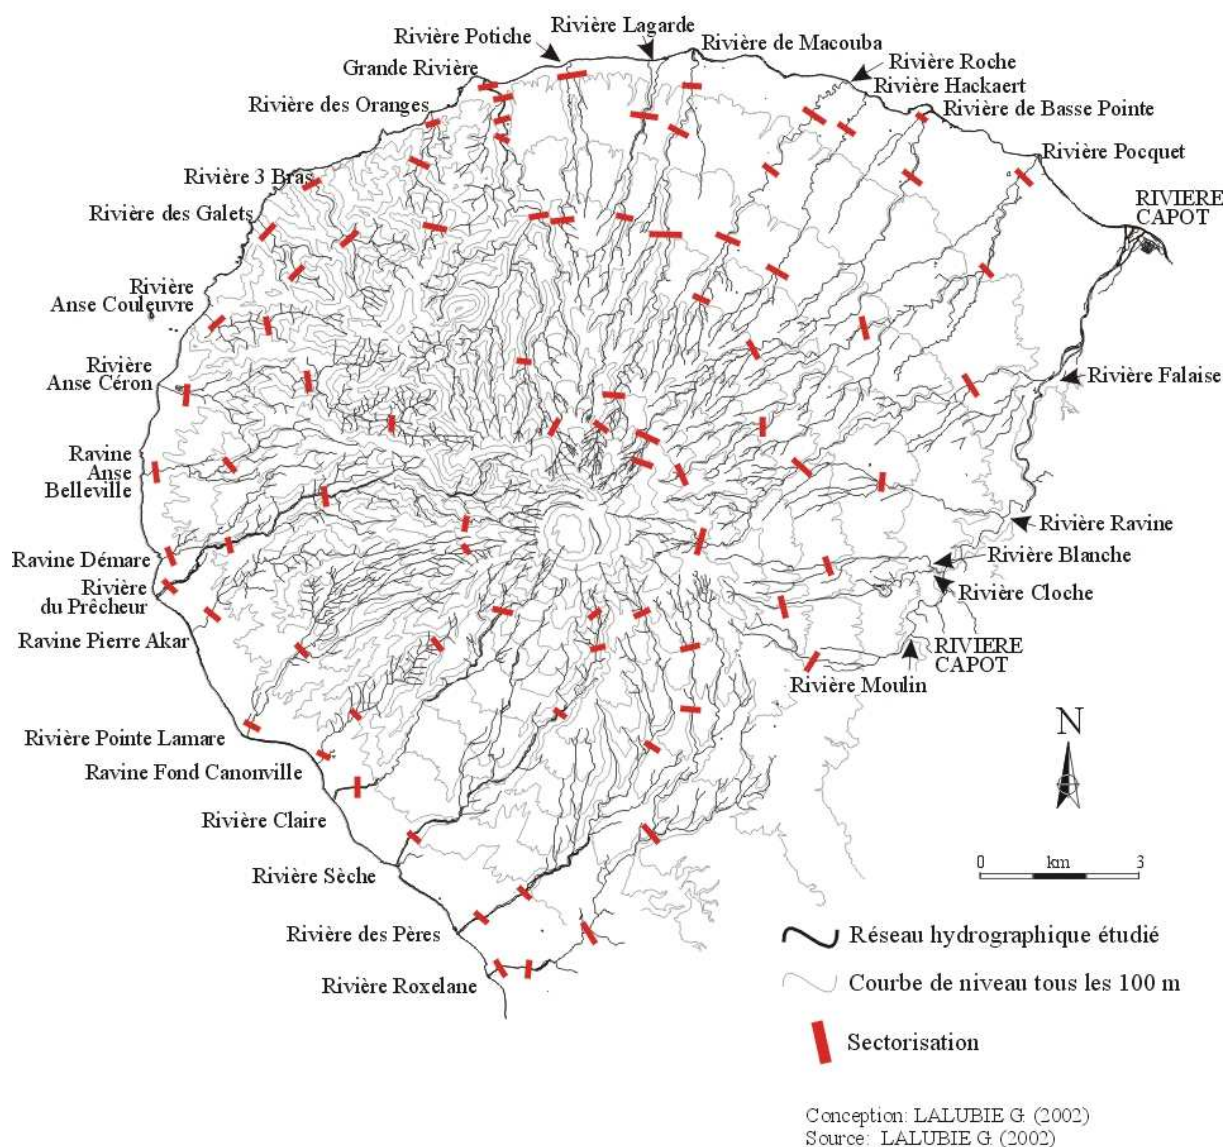 Rivière Lagarde
Rivière Potiche
Rivière de Macouba
Grande Rivière
Rivière Roche
Rivière Hackaert
Rivière des Oranges
Rivière de Basse Pointe
Rivière Pocquet
Rivière 3 Bras
Rivière des Galets
RIVIERE
CAPOT
Rivière
Anse Couleuvre
Rivière
Anse Céron
Rivière Falaise
Ravine
Anse
Belleville
Rivière Ravine
Ravine Démare
Rivière Blanche
Rivière
du Prêcheur
Rivière Cloche
Ravine Pierre Akar
RIVIERE
CAPOT
Rivière Moulin
Rivière Pointe Lamare
Ravine Fond Canonville
N
Rivière Claire
0 km 3
Rivière Sèche
Rivière des Pères
Réseau hydrographique étudié
Rivière Roxelane
Courbe de niveau tous les 100 m
Sectorisation
Conception: LALUBIE G. (2002)
Source: LALUBIE G. (2002)